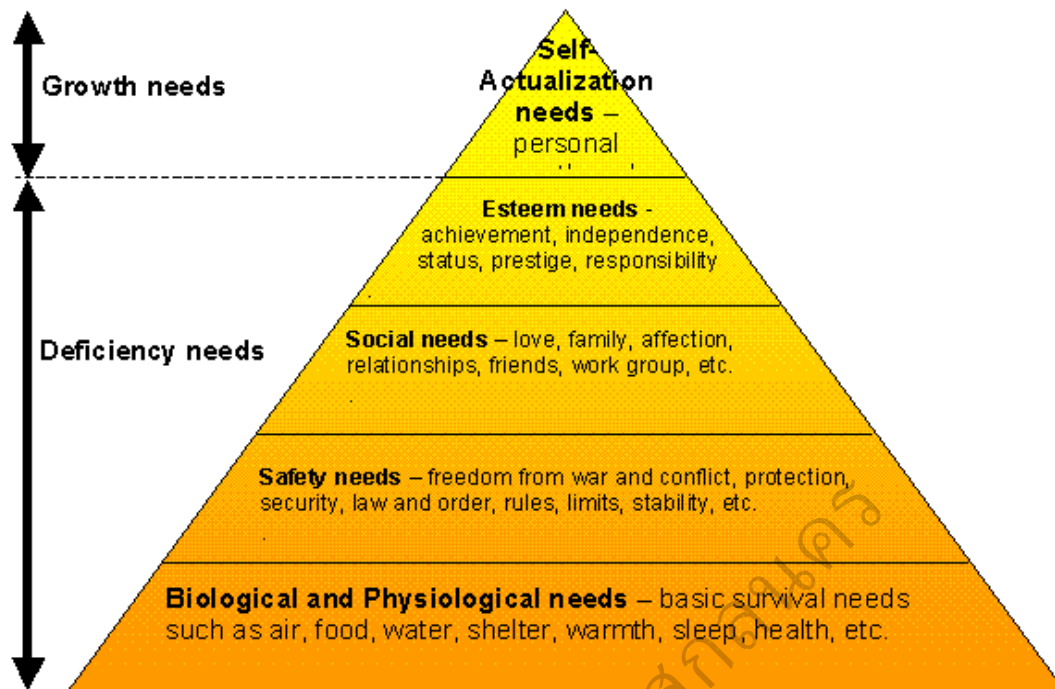 Growth needs
Self-
Actualization
needs –
personal
Esteem needs -
achievement, independence,
status, prestige, responsibility
Deficiency needs
Social needs – love, family, affection,
relationships, friends, work group, etc.
Safety needs – freedom from war and conflict, protection,
security, law and order, rules, limits, stability, etc.
Biological and Physiological needs – basic survival needs
such as air, food, water, shelter, warmth, sleep, health, etc.